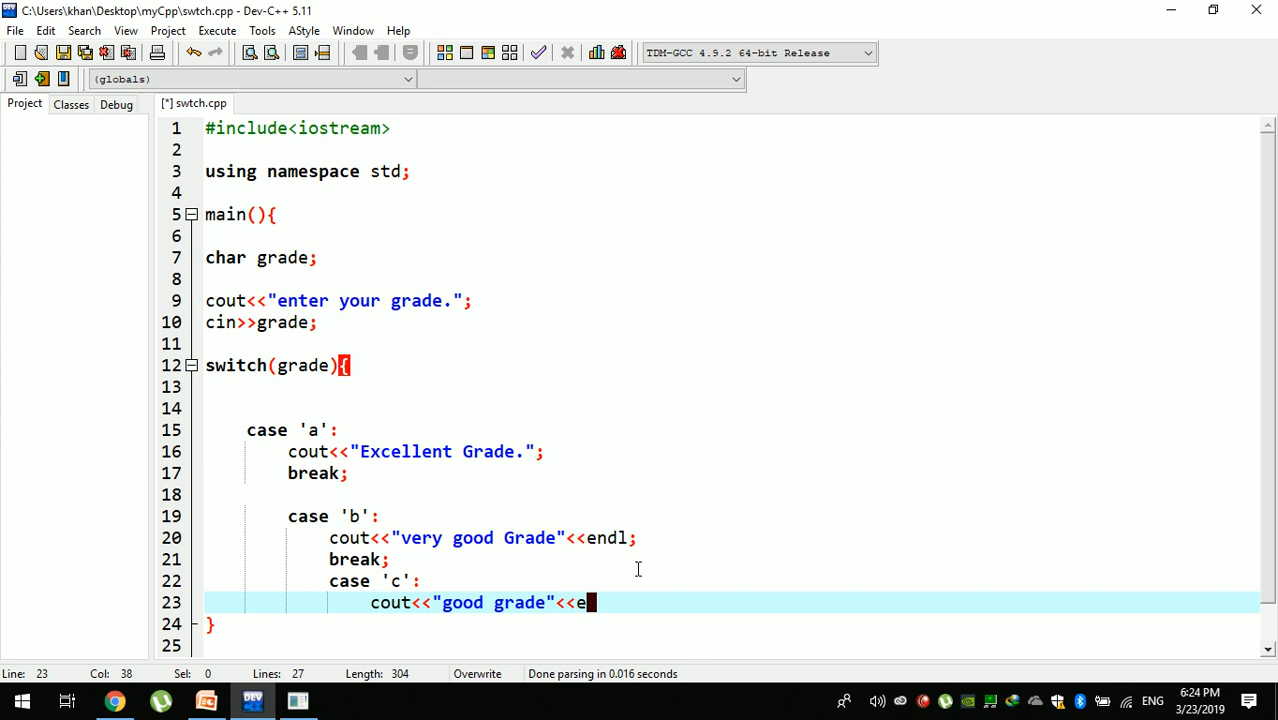 C:\Users\khan\Desktop\myCpp\swtch.cpp - Dev-C++ 5.11
File Edit Search View Project Execute Tools AStyle Window Help
TDM-GCC 4.9.2 64-bit Release
(globals)
Project Classes Debug [*] swtch.cpp
1 #include<iostream>
2
3 using namespace std;
4
5 main(){
6
7 char grade;
8
9 cout<<"enter your grade.";
10 cin>>grade;
11
12 switch(grade){
13
14
15 case 'a':
16 cout<<"Excellent Grade.";
17 break;
18
19 case 'b':
20 cout<<"very good Grade"<<endl;
21 break;
22 case 'c':
23 cout<<"good grade"<<e
24 }
25
Line: 23 Col: 38 Sel: 0 Lines: 27 Length: 304 Overwrite Done parsing in 0.016 seconds
DEV ENG 6:24 PM
3/23/2019